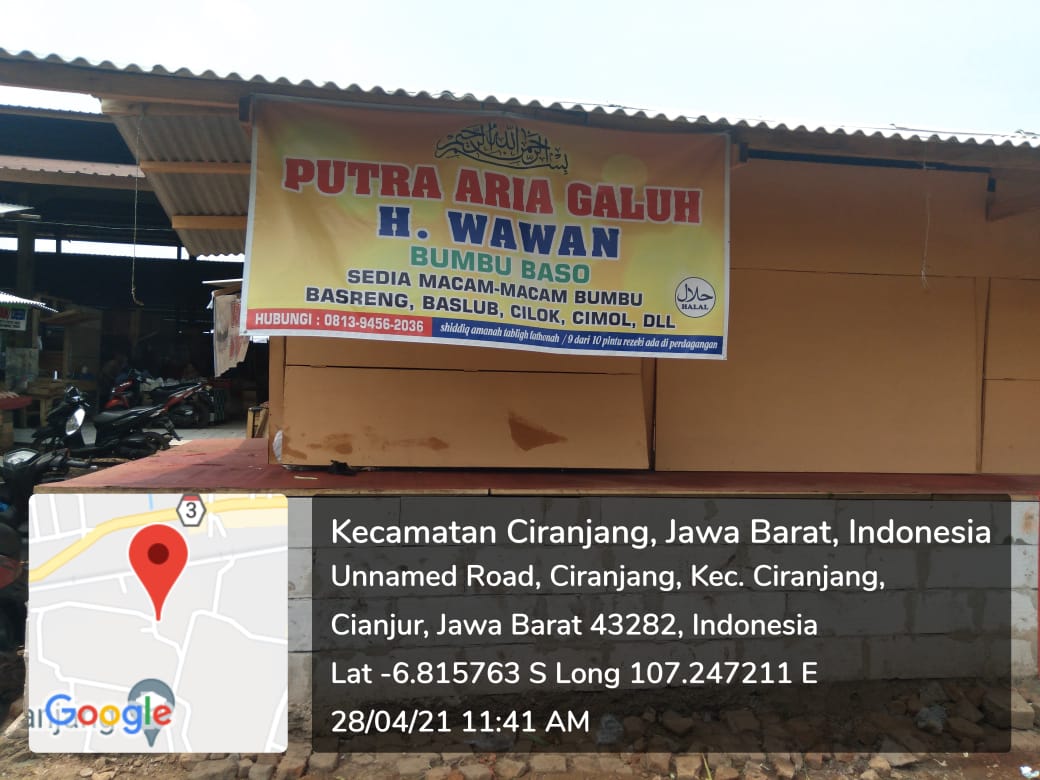 بسم الله الرحمن الرحيم
PUTRA ARIA GALUH
H. WAWAN
BUMBU BASO
SEDIA MACAM-MACAM BUMBU
BASRENG, BASLUB, CILOK, CIMOL, DLL
حلال
HALAL
HUBUNGI : 0813-9456-2036
shiddiq amanah tabligh fathonah / 9 dari 10 pintu rezeki ada di perdagangan
3
Google
Kecamatan Ciranjang, Jawa Barat, Indonesia
Unnamed Road, Ciranjang, Kec. Ciranjang,
Cianjur, Jawa Barat 43282, Indonesia
Lat -6.815763 S Long 107.247211 E
28/04/21 11:41 AM